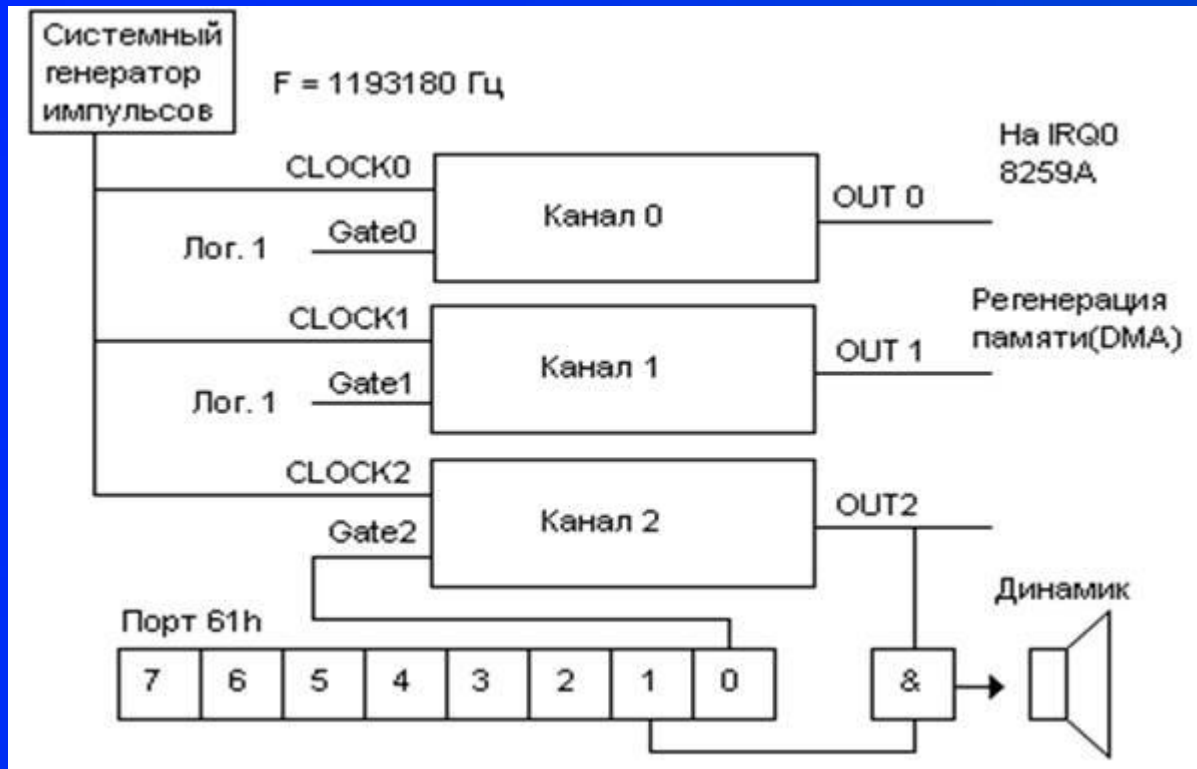 Системный
генератор
импульсов
F = 1193180 Гц
На IRQ0
8259A
CLOCK0
Канал 0
OUT 0
Лог. 1
Gate0
Регенерация
памяти(DMA)
CLOCK1
Канал 1
OUT 1
Лог. 1
Gate1
CLOCK2
Канал 2
OUT2
Gate2
Динамик
Порт 61h
7 6 5 4 3 2 1 0
&